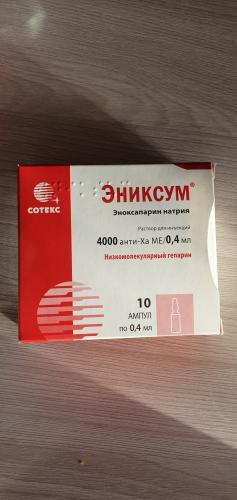 ЭНИКСУМ®
СОТЕКС
Эноксапарин натрия
Раствор для инъекций
4000 анти-Ха МЕ/0,4 мл
Низкомолекулярный гепарин
10
АМПУЛ
по 0,4 мл